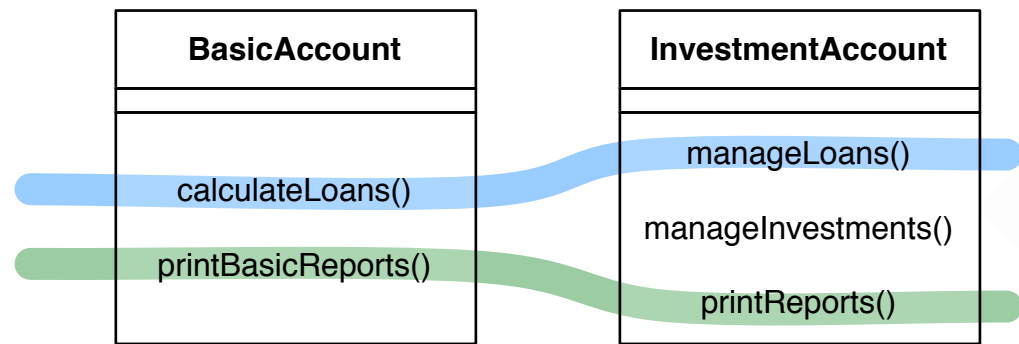 BasicAccount
calculateLoans()
printBasicReports()
InvestmentAccount
manageLoans()
manageInvestments()
printReports()